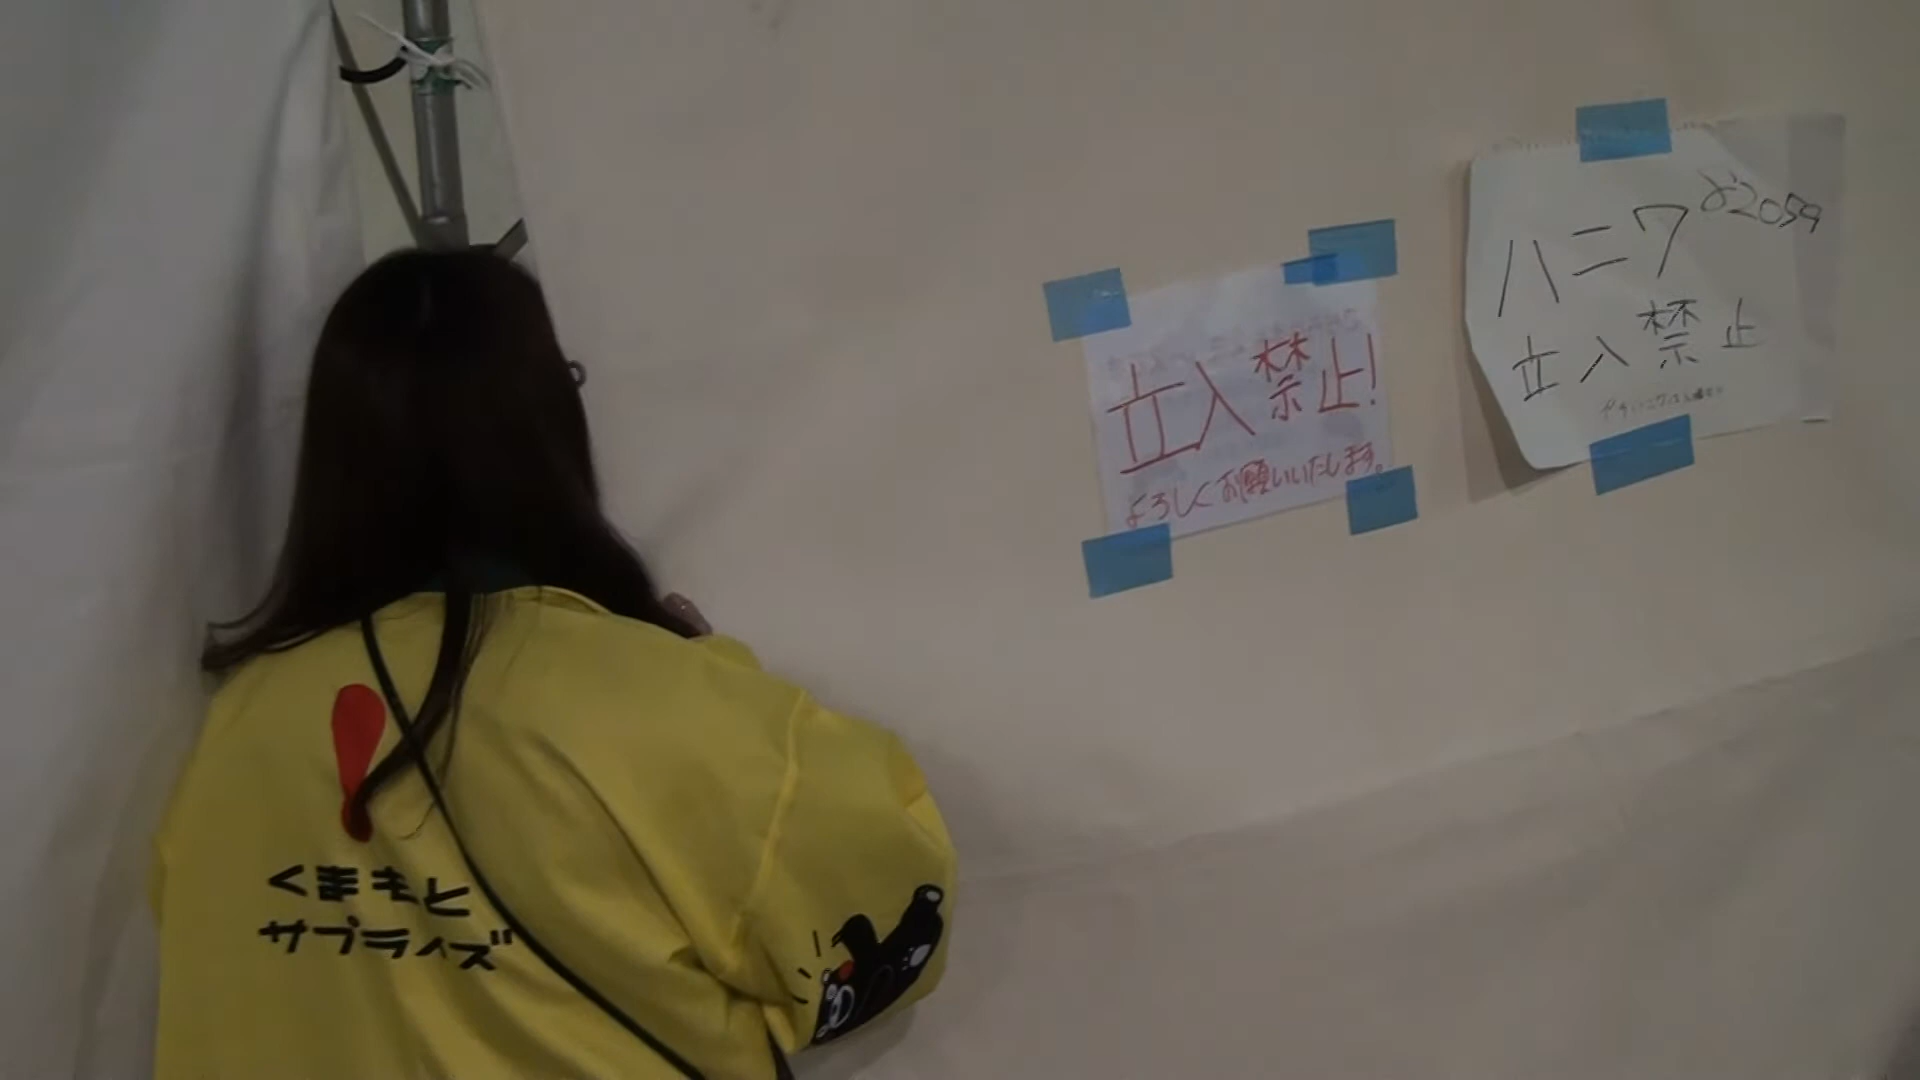 立入禁止!
よろしくお願いいたします。
ハニワ
立入禁止
くまもと
サプライズ